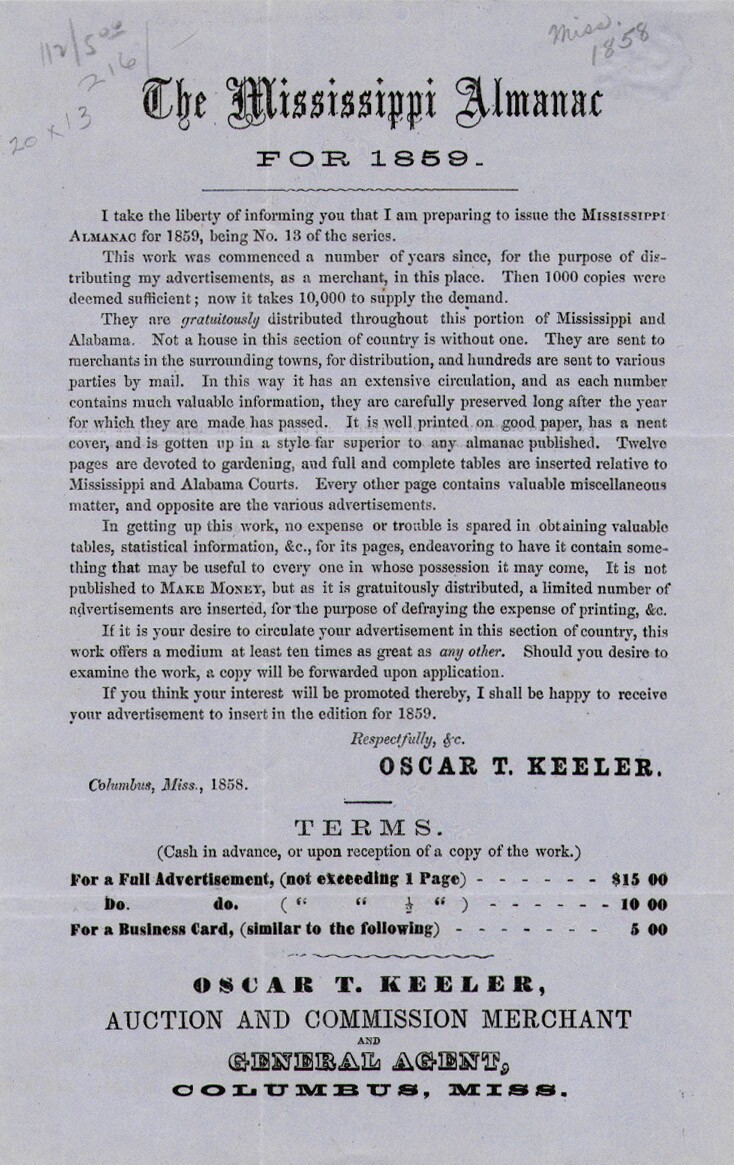 112/5 00
216
20 x 13
Miss.
1858
The Mississippi Almanac
FOR 1859.
I take the liberty of informing you that I am preparing to issue the MISSISSIPPI
ALMANAC for 1859, being No. 13 of the series.
This work was commenced a number of years since, for the purpose of dis-
tributing my advertisements, as a merchant, in this place. Then 1000 copies were
deemed sufficient; now it takes 10,000 to supply the demand.
They are gratuitously distributed throughout this portion of Mississippi and
Alabama. Not a house in this section of country is without one. They are sent to
merchants in the surrounding towns, for distribution, and hundreds are sent to various
parties by mail. In this way it has an extensive circulation, and as each number
contains much valuable information, they are carefully preserved long after the year
for which they are made has passed. It is well printed on good paper, has a neat
cover, and is gotten up in a style far superior to any almanac published. Twelve
pages are devoted to gardening, and full and complete tables are inserted relative to
Mississippi and Alabama Courts. Every other page contains valuable miscellaneous
matter, and opposite are the various advertisements.
In getting up this work, no expense or trouble is spared in obtaining valuable
tables, statistical information, &c., for its pages, endeavoring to have it contain some-
thing that may be useful to every one in whose possession it may come, It is not
published to MAKE MONEY, but as it is gratuitously distributed, a limited number of
advertisements are inserted, for the purpose of defraying the expense of printing, &c.
If it is your desire to circulate your advertisement in this section of country, this
work offers a medium at least ten times as great as any other. Should you desire to
examine the work, a copy will be forwarded upon application.
If you think your interest will be promoted thereby, I shall be happy to receive
your advertisement to insert in the edition for 1859.
Respectfully, &c.
OSCAR T. KEELER.
Columbus, Miss., 1858.
TERMS.
(Cash in advance, or upon reception of a copy of the work.)
For a Full Advertisement, (not exceeding 1 Page) - - - - - - $15 00
Do. do. ( “ “ ½ “ ) - - - - - - 10 00
For a Business Card, (similar to the following) - - - - - - - 5 00
OSCAR T. KEELER,
AUCTION AND COMMISSION MERCHANT
AND
GENERAL AGENT,
COLUMBUS, MISS.